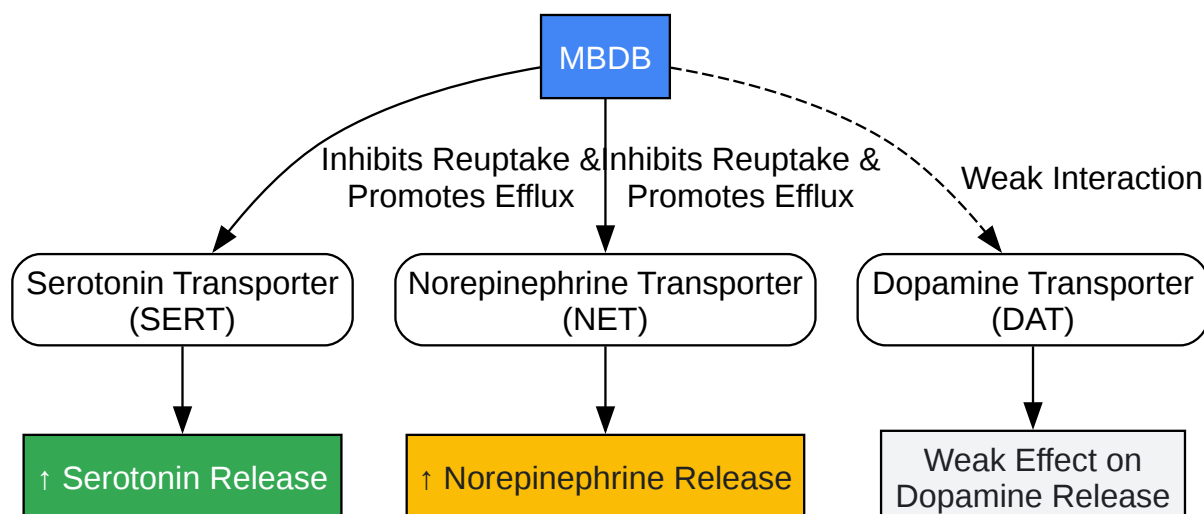 MBDB
Inhibits Reuptake &
Promotes Efflux
Inhibits Reuptake &
Promotes Efflux
Weak Interaction
Serotonin Transporter
(SERT)
Norepinephrine Transporter
(NET)
Dopamine Transporter
(DAT)
↑ Serotonin Release
↑ Norepinephrine Release
Weak Effect on
Dopamine Release